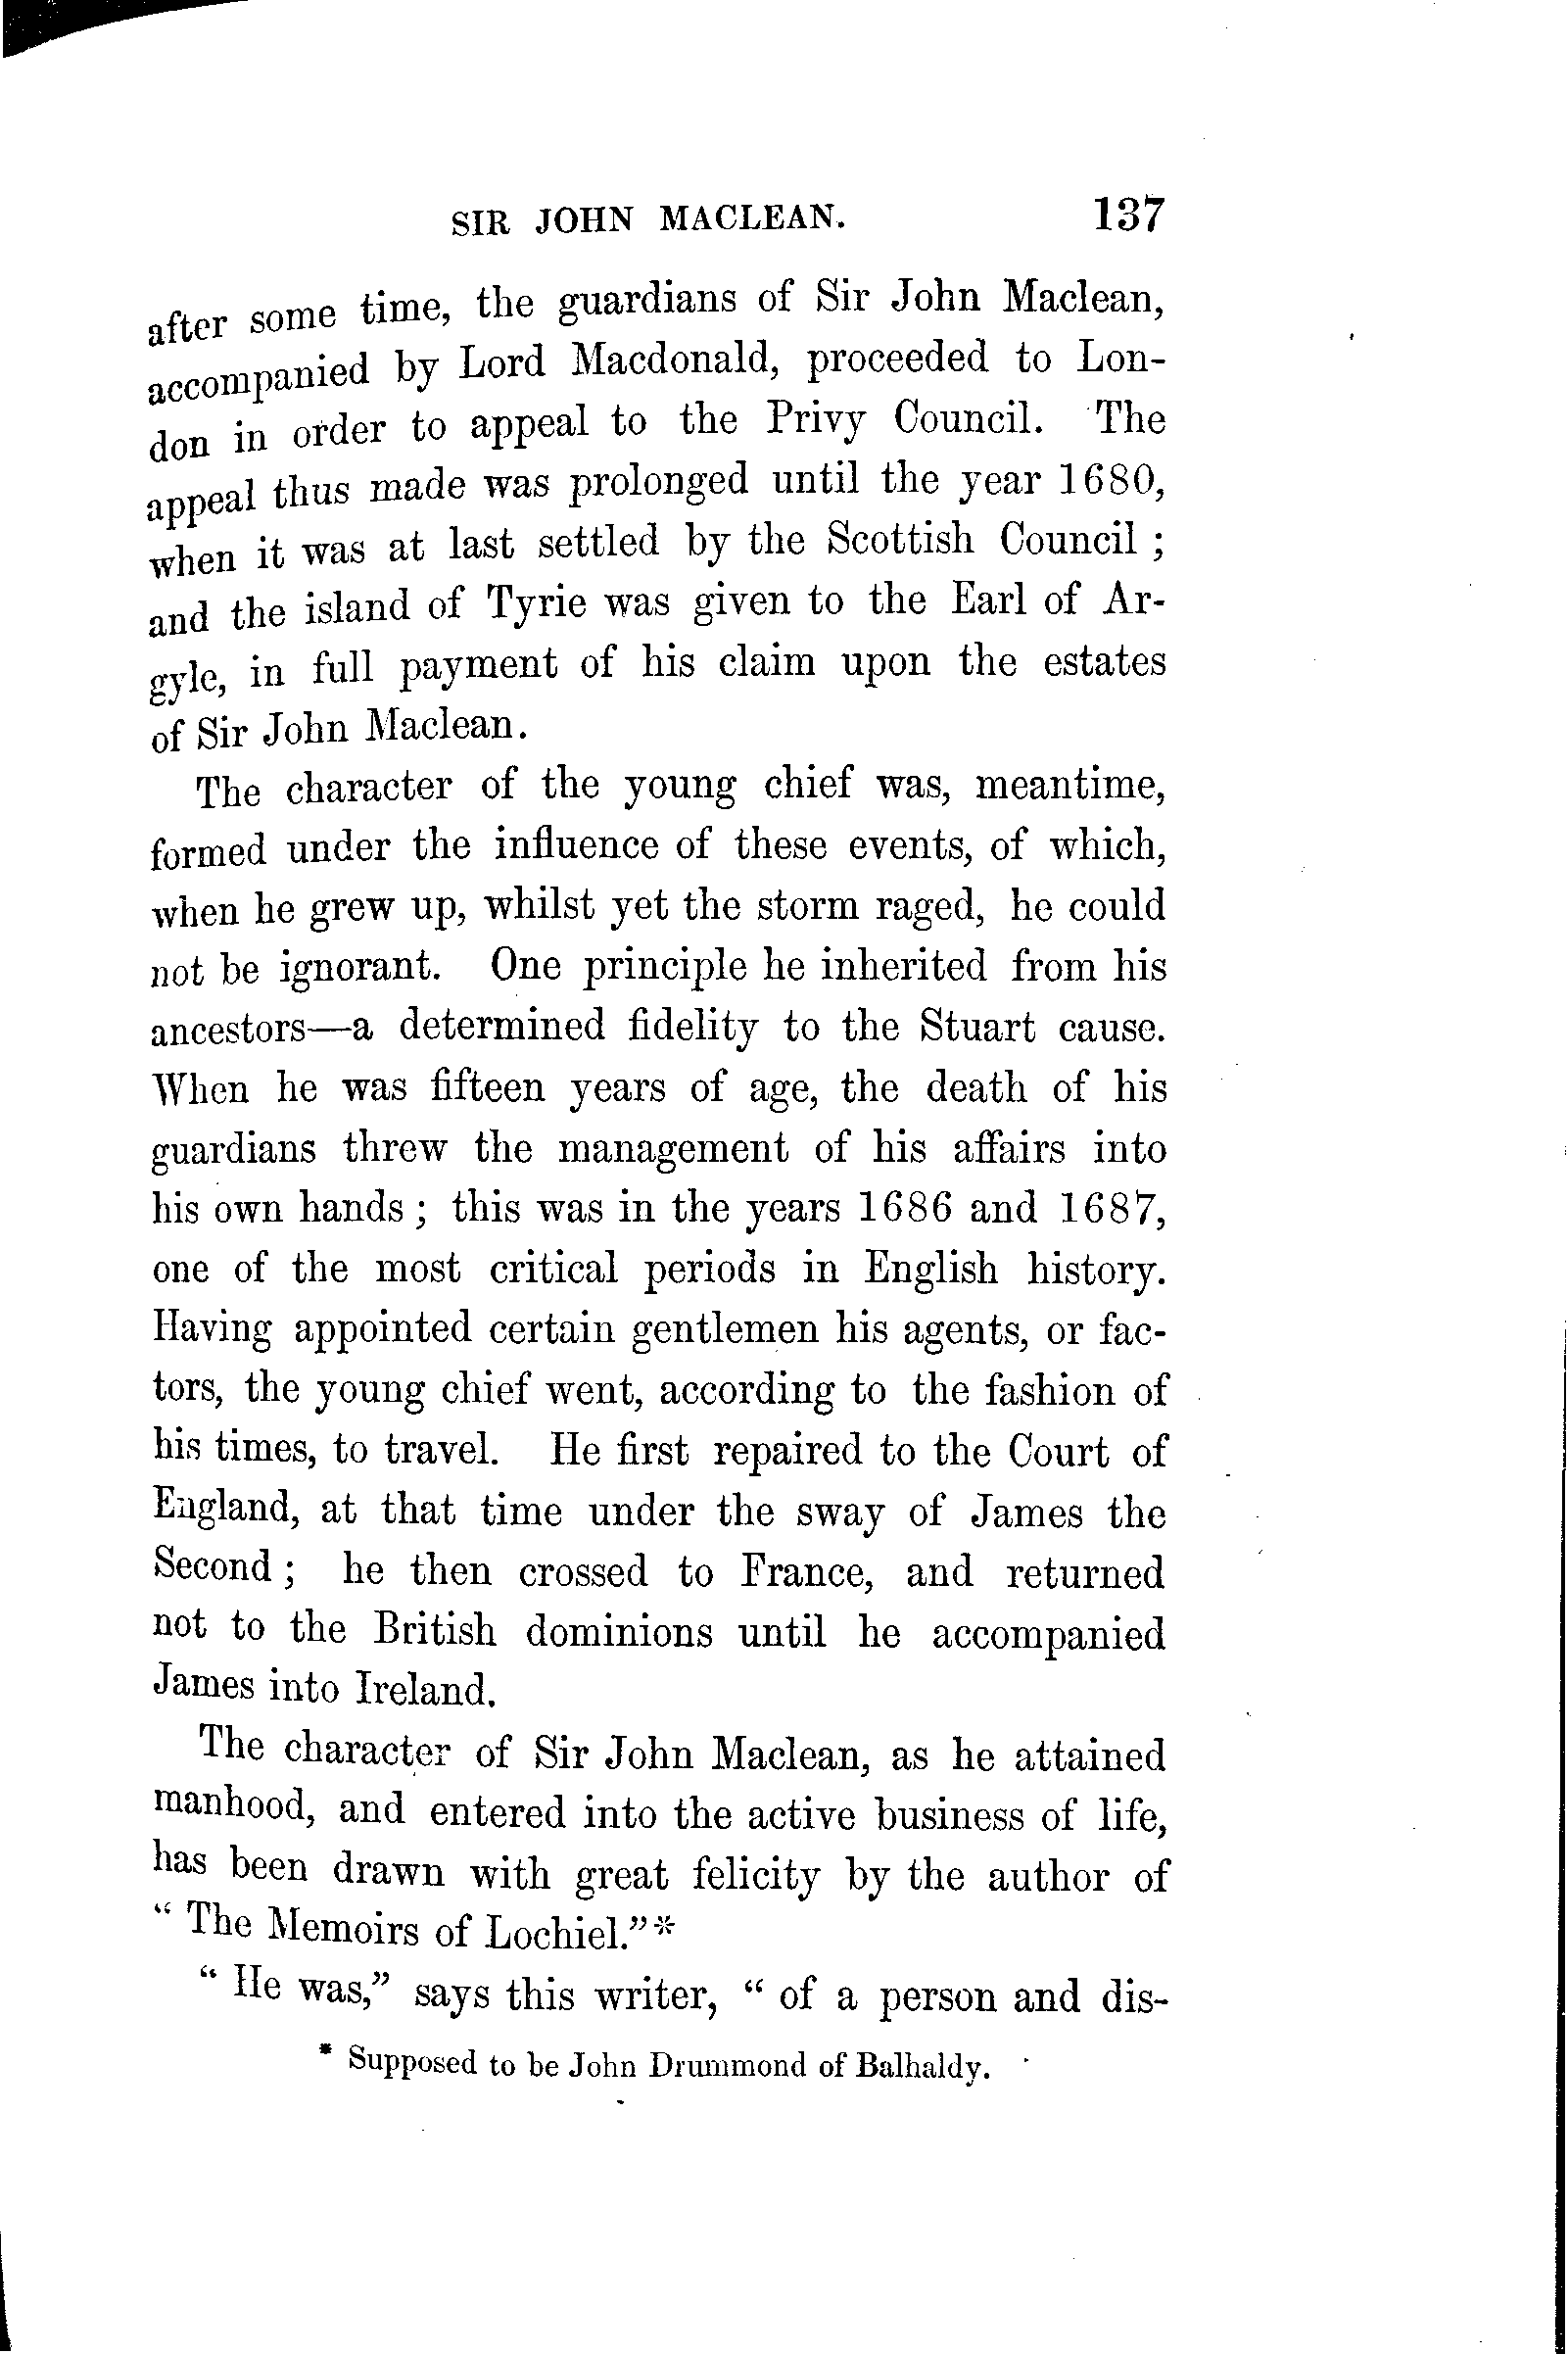 SIR JOHN MACLEAN. 137
after some time, the guardians of Sir John Maclean,
accompanied by Lord Macdonald, proceeded to Lon-
don in order to appeal to the Privy Council. The
appeal thus made was prolonged until the year 1680,
when it was at last settled by the Scottish Council ;
and the island of Tyrie was given to the Earl of Ar-
gyle, in full payment of his claim upon the estates
of Sir John Maclean.
The character of the young chief was, meantime,
formed under the influence of these events, of which,
when he grew up, whilst yet the storm raged, he could
not be ignorant. One principle he inherited from his
ancestors—a determined fidelity to the Stuart cause.
When he was fifteen years of age, the death of his
guardians threw the management of his affairs into
his own hands ; this was in the years 1686 and 1687,
one of the most critical periods in English history.
Having appointed certain gentlemen his agents, or fac-
tors, the young chief went, according to the fashion of
his times, to travel. He first repaired to the Court of
England, at that time under the sway of James the
Second ; he then crossed to France, and returned
not to the British dominions until he accompanied
James into Ireland.
The character of Sir John Maclean, as he attained
manhood, and entered into the active business of life,
has been drawn with great felicity by the author of
“ The Memoirs of Lochiel.”*
“ He was,” says this writer, “ of a person and dis-
* Supposed to be John Drummond of Balhaldy.